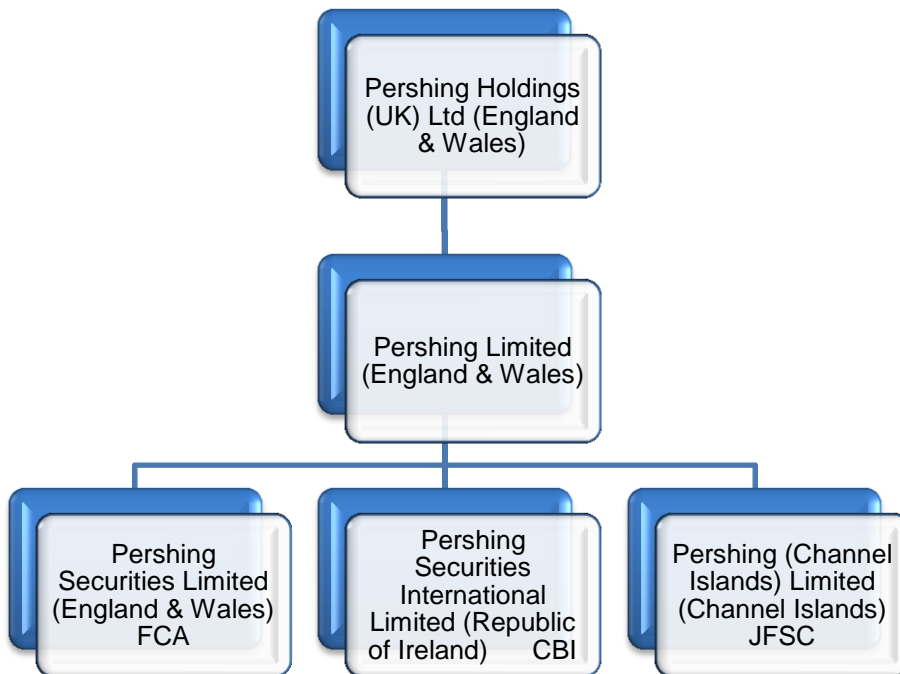 Pershing Holdings
(UK) Ltd (England
& Wales)
Pershing Limited
(England & Wales)
Pershing
Securities Limited
(England & Wales)
FCA
Pershing
Securities
International
Limited (Republic
of Ireland) CBI
Pershing (Channel
Islands) Limited
(Channel Islands)
JFSC